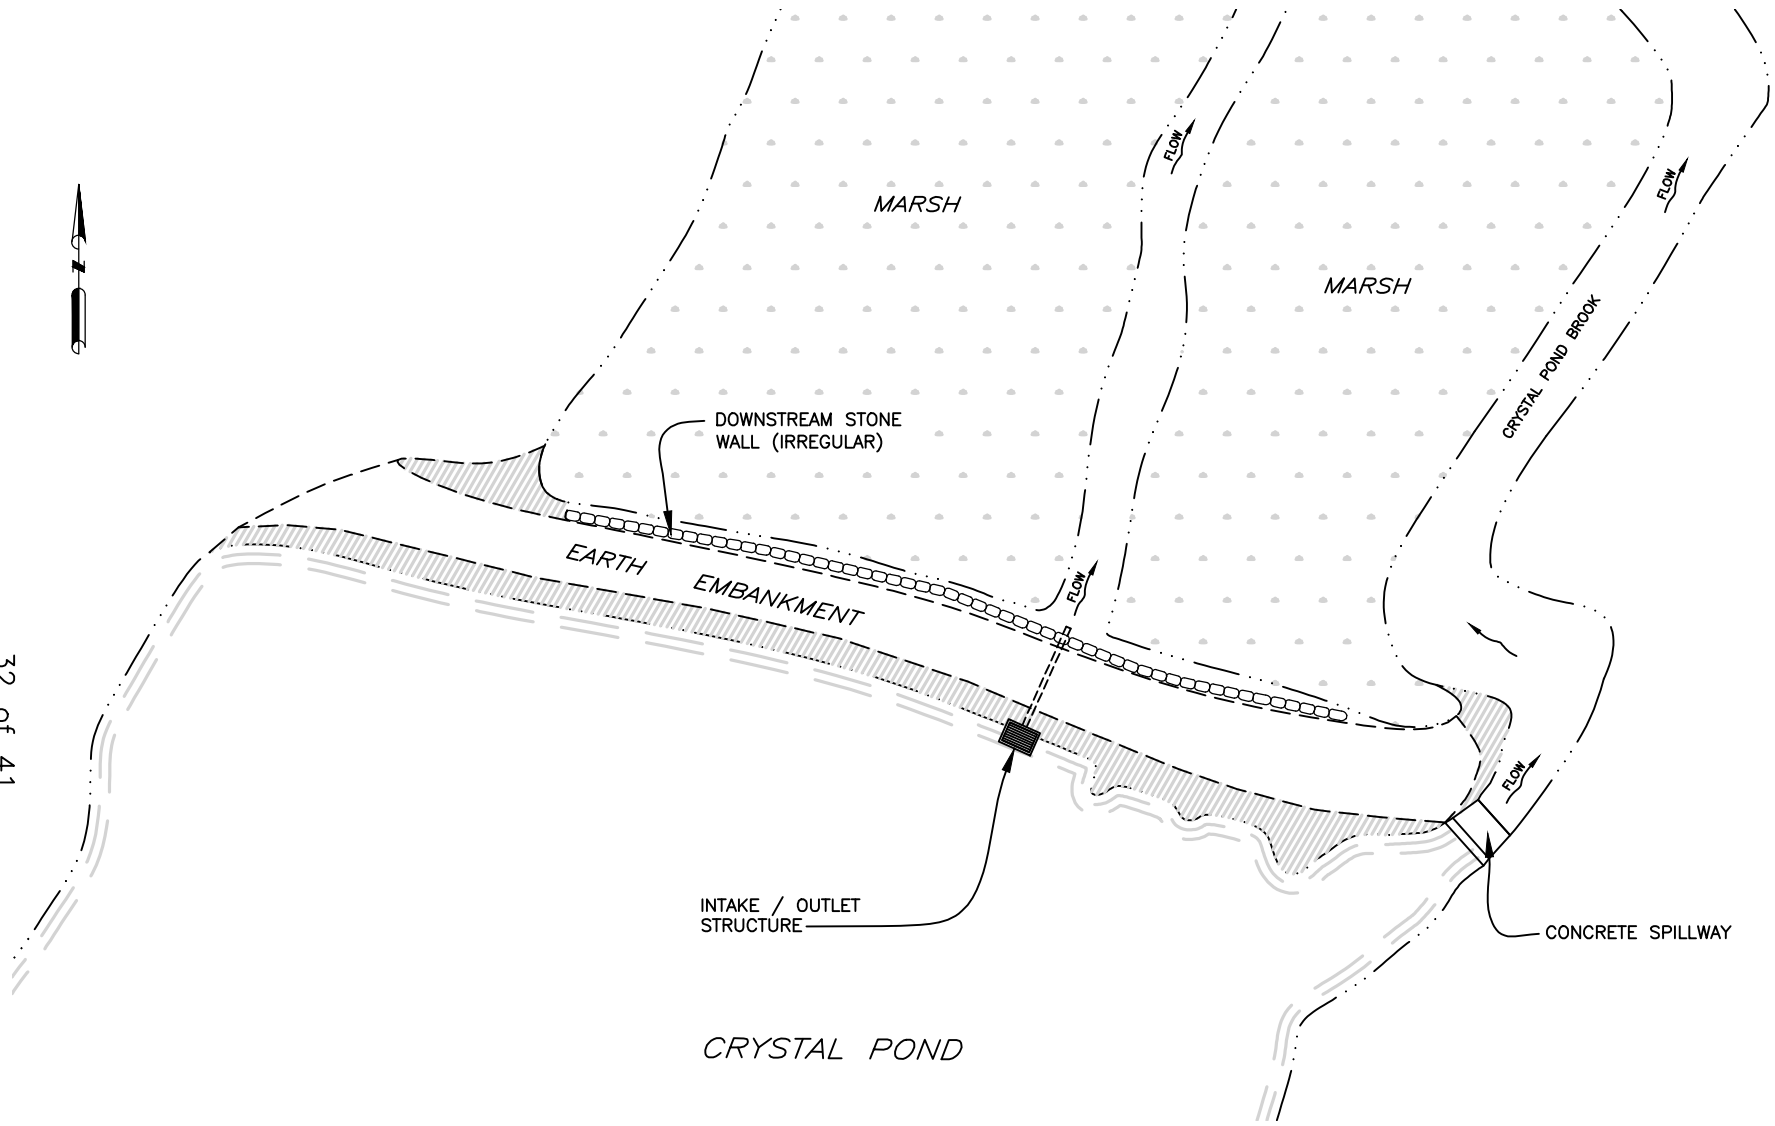 FLOW
FLOW
MARSH
MARSH
N
CRYSTAL POND BROOK
DOWNSTREAM STONE
WALL (IRREGULAR)
EARTH EMBANKMENT
FLOW
32 of 41
FLOW
INTAKE / OUTLET
STRUCTURE
CONCRETE SPILLWAY
CRYSTAL POND